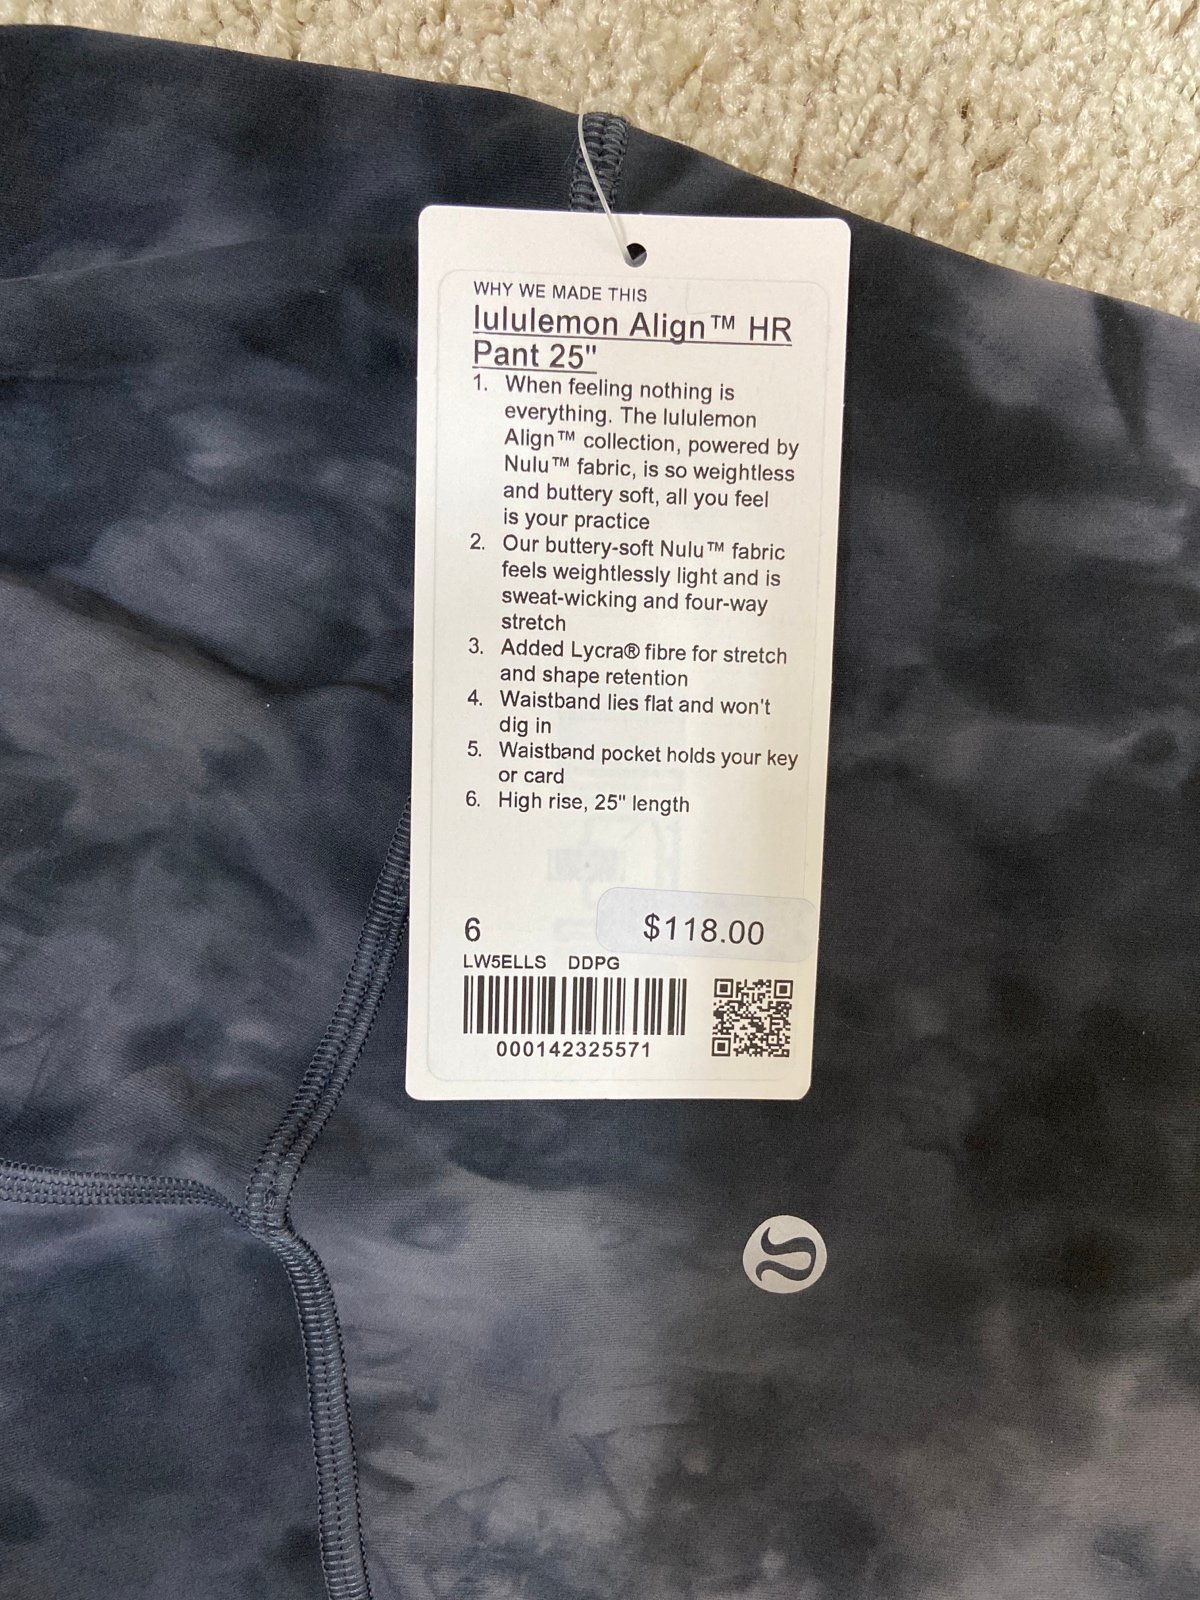 WHY WE MADE THIS
lululemon Align™ HR
Pant 25"
1. When feeling nothing is
everything. The lululemon
Align™ collection, powered by
Nulu™ fabric, is so weightless
and buttery soft, all you feel
is your practice
2. Our buttery-soft Nulu™ fabric
feels weightlessly light and is
sweat-wicking and four-way
stretch
3. Added Lycra® fibre for stretch
and shape retention
4. Waistband lies flat and won't
dig in
5. Waistband pocket holds your key
or card
6. High rise, 25" length
6 $118.00
LW5ELLS DDPG
000142325571